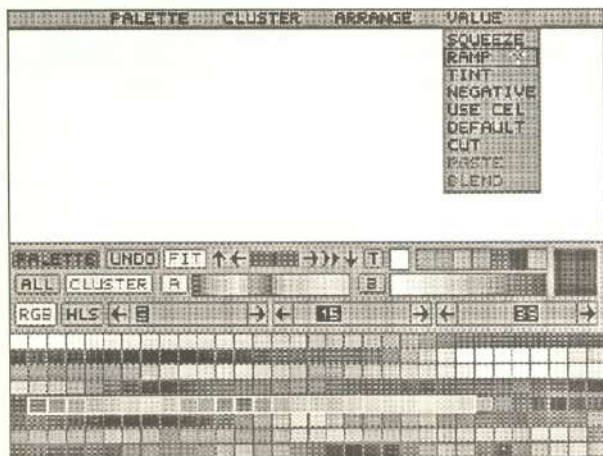 PALETTE CLUSTER ARRANGE VALUE
SQUEEZE
RAMP
TINT
NEGATIVE
USE CEL
DEFAULT
CUT
PASTE
BLEND
PALETTE UNDO FIT T
ALL CLUSTER A B
RGB HLS 15 35